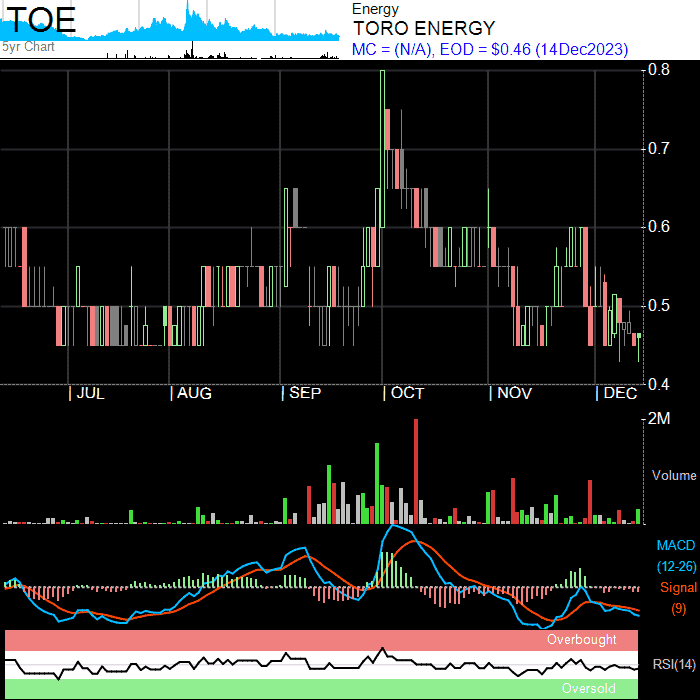 TOE
5yr Chart
Energy
TORO ENERGY
MC = (N/A), EOD = $0.46 (14Dec2023)
0.8
0.7
0.6
0.5
0.4
| JUL | AUG | SEP | OCT | NOV | DEC
2M
Volume
MACD
(12-26)
Signal
(9)
Overbought
RSI(14)
Oversold